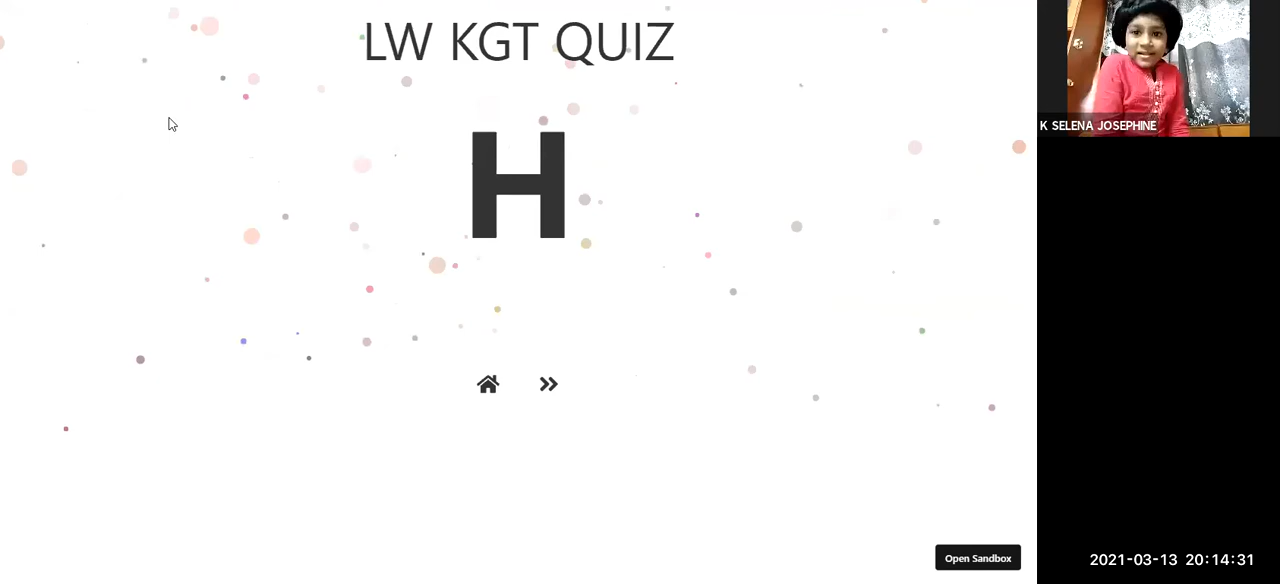 LW KGT QUIZ
H
Open Sandbox
K SELENA JOSEPHINE
2021-03-13 20:14:31